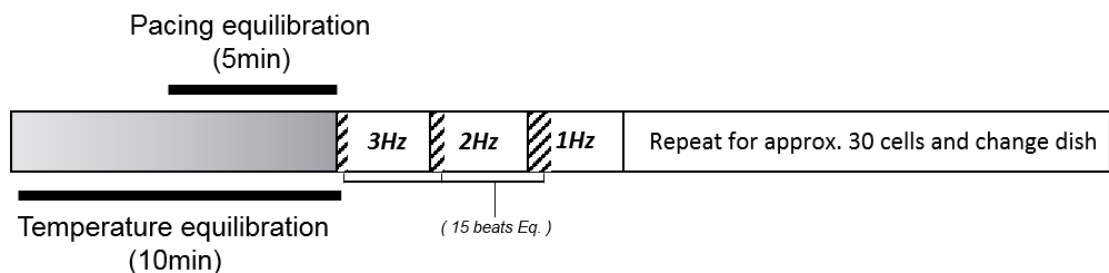 Pacing equilibration
(5min)
3Hz
2Hz
1Hz
Repeat for approx. 30 cells and change dish
( 15 beats Eq. )
Temperature equilibration
(10min)